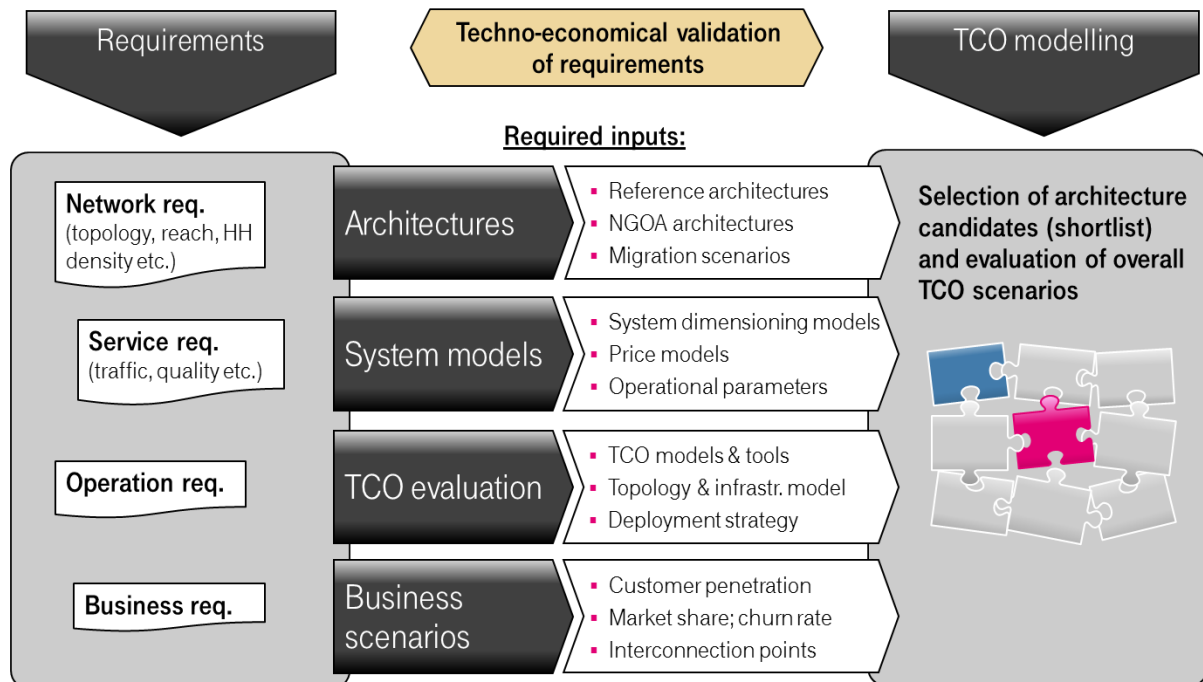 Requirements
Techno-economical validation
of requirements
TCO modelling
Required inputs:
Network req.
(topology, reach, HH
density etc.)
Service req.
(traffic, quality etc.)
Operation req.
Business req.
Architectures
▪ Reference architectures
▪ NGOA architectures
▪ Migration scenarios
System models
▪ System dimensioning models
▪ Price models
▪ Operational parameters
TCO evaluation
▪ TCO models & tools
▪ Topology & infrastr. model
▪ Deployment strategy
Business
scenarios
▪ Customer penetration
▪ Market share; churn rate
▪ Interconnection points
Selection of architecture
candidates (shortlist)
and evaluation of overall
TCO scenarios